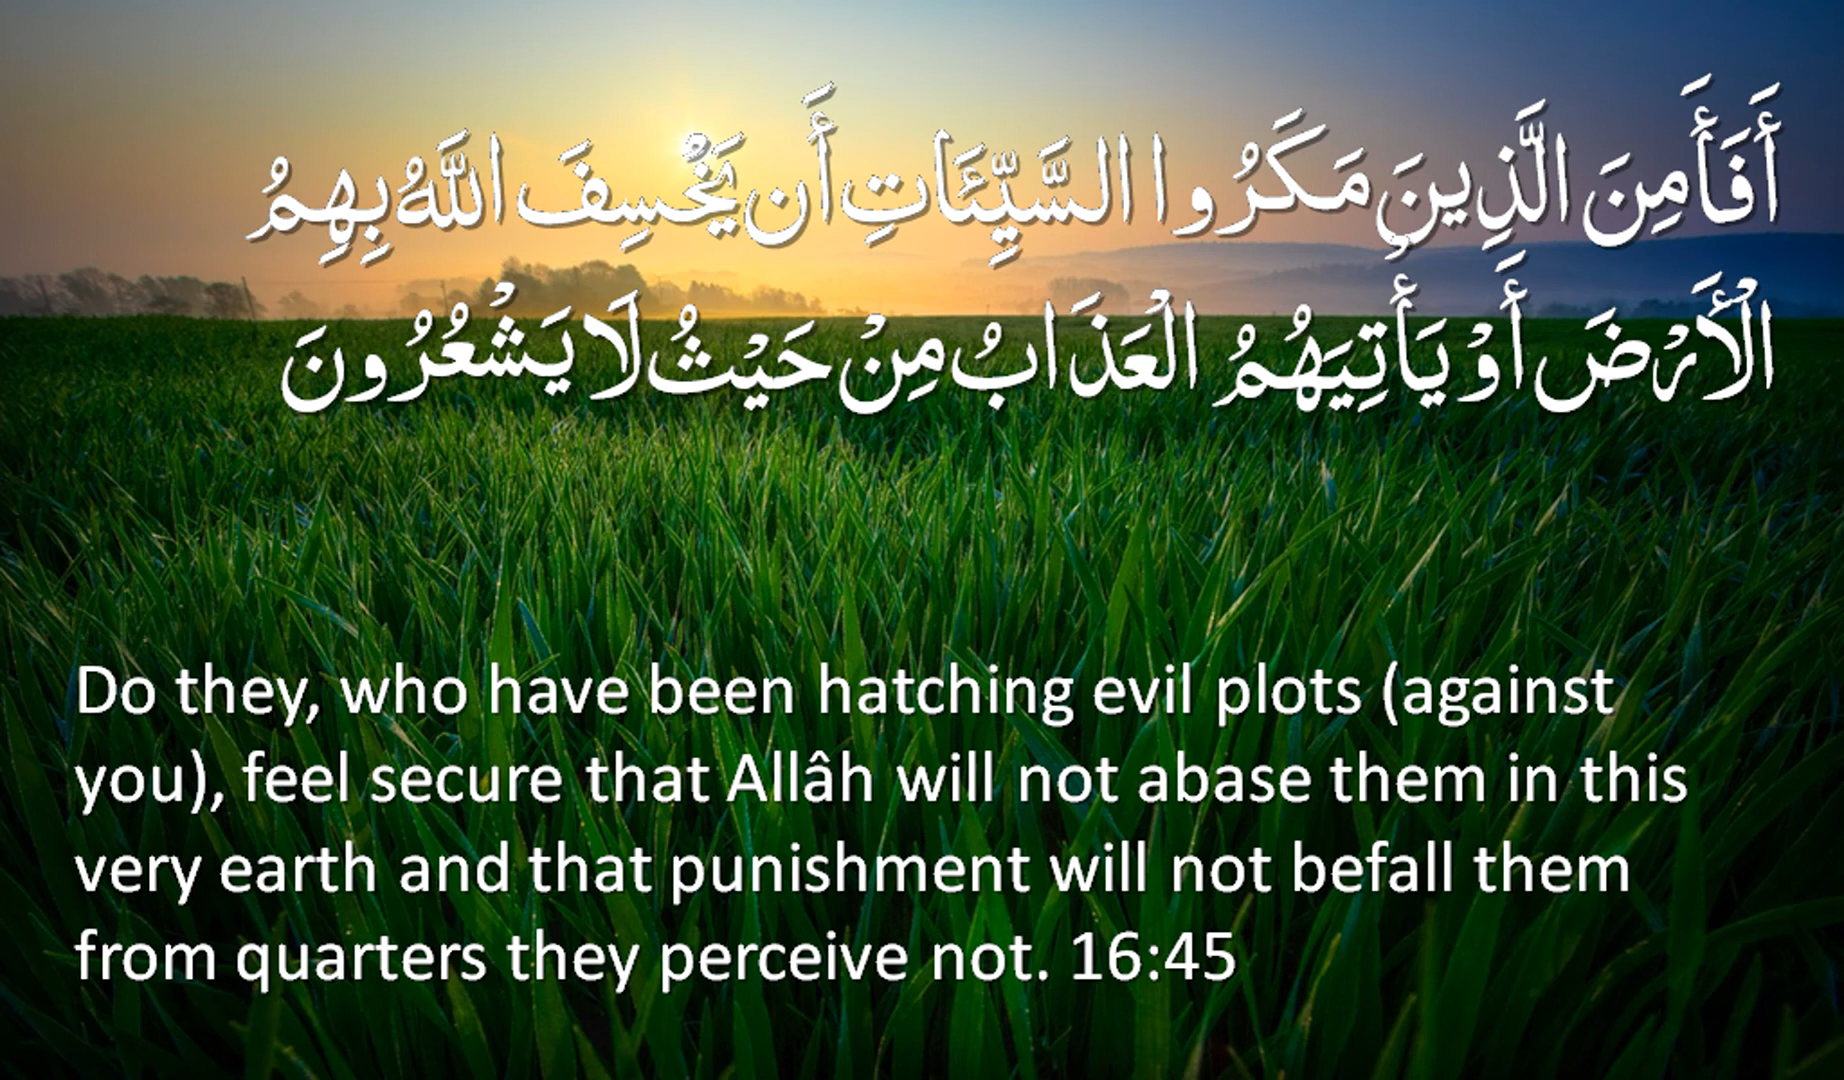 أَفَأَمِنَ الَّذِينَ مَكَرُوا السَّيِّئَاتِ أَن يَخْسِفَ اللَّهُ بِهِمُ
الْأَرْضَ أَوْ يَأْتِيَهُمُ الْعَذَابُ مِنْ حَيْثُ لَا يَشْعُرُونَ
Do they, who have been hatching evil plots (against
you), feel secure that Allâh will not abase them in this
very earth and that punishment will not befall them
from quarters they perceive not. 16:45